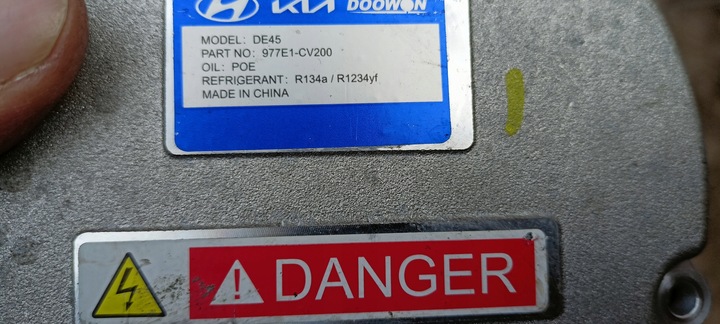 KIA DOOWON
MODEL: DE45
PART NO: 977E1-CV200
OIL: POE
REFRIGERANT: R134a / R1234yf
MADE IN CHINA
DANGER